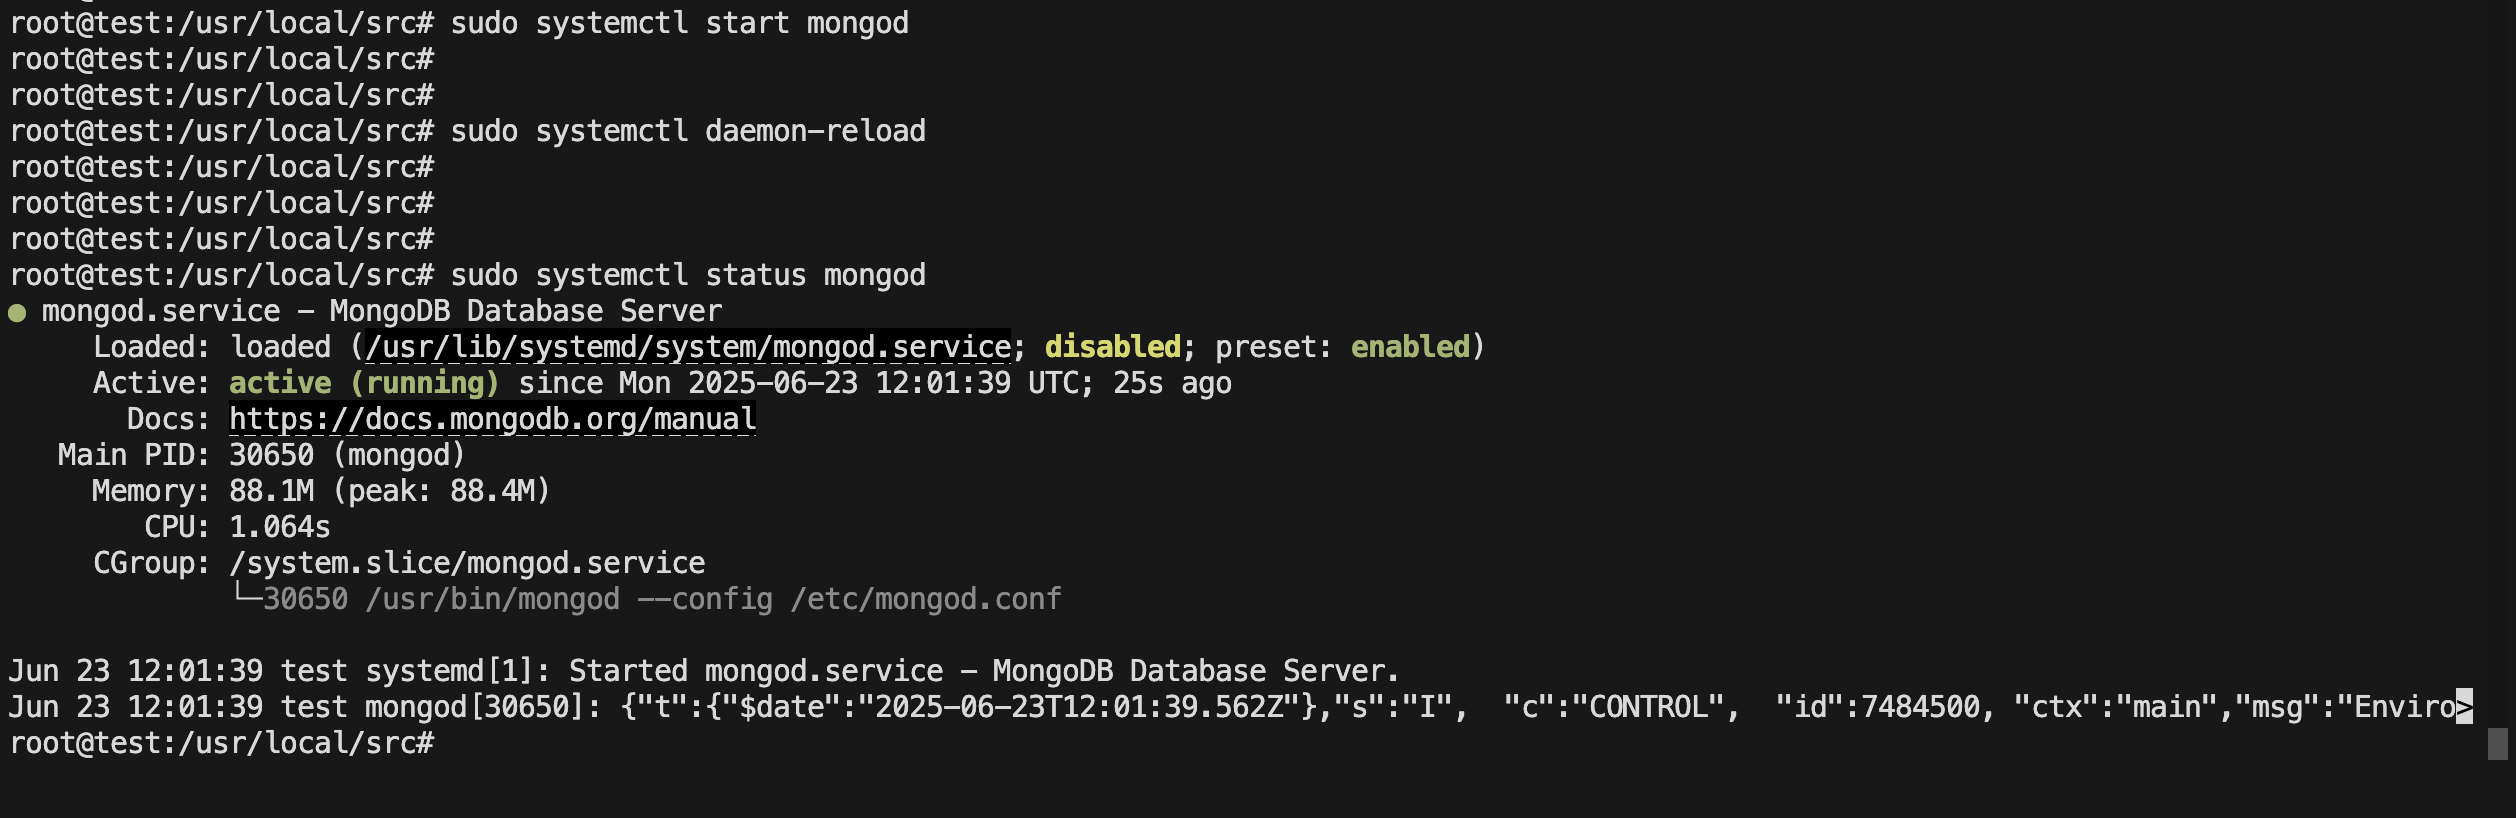 root@test:/usr/local/src# sudo systemctl start mongod
root@test:/usr/local/src#
root@test:/usr/local/src#
root@test:/usr/local/src# sudo systemctl daemon-reload
root@test:/usr/local/src#
root@test:/usr/local/src#
root@test:/usr/local/src#
root@test:/usr/local/src# sudo systemctl status mongod
● mongod.service - MongoDB Database Server
     Loaded: loaded (/usr/lib/systemd/system/mongod.service; disabled; preset: enabled)
     Active: active (running) since Mon 2025-06-23 12:01:39 UTC; 25s ago
       Docs: https://docs.mongodb.org/manual
   Main PID: 30650 (mongod)
     Memory: 88.1M (peak: 88.4M)
        CPU: 1.064s
     CGroup: /system.slice/mongod.service
             └─30650 /usr/bin/mongod --config /etc/mongod.conf

Jun 23 12:01:39 test systemd[1]: Started mongod.service - MongoDB Database Server.
Jun 23 12:01:39 test mongod[30650]: {"t":{"$date":"2025-06-23T12:01:39.562Z"},"s":"I",  "c":"CONTROL",  "id":7484500, "ctx":"main","msg":"Enviro>
root@test:/usr/local/src#